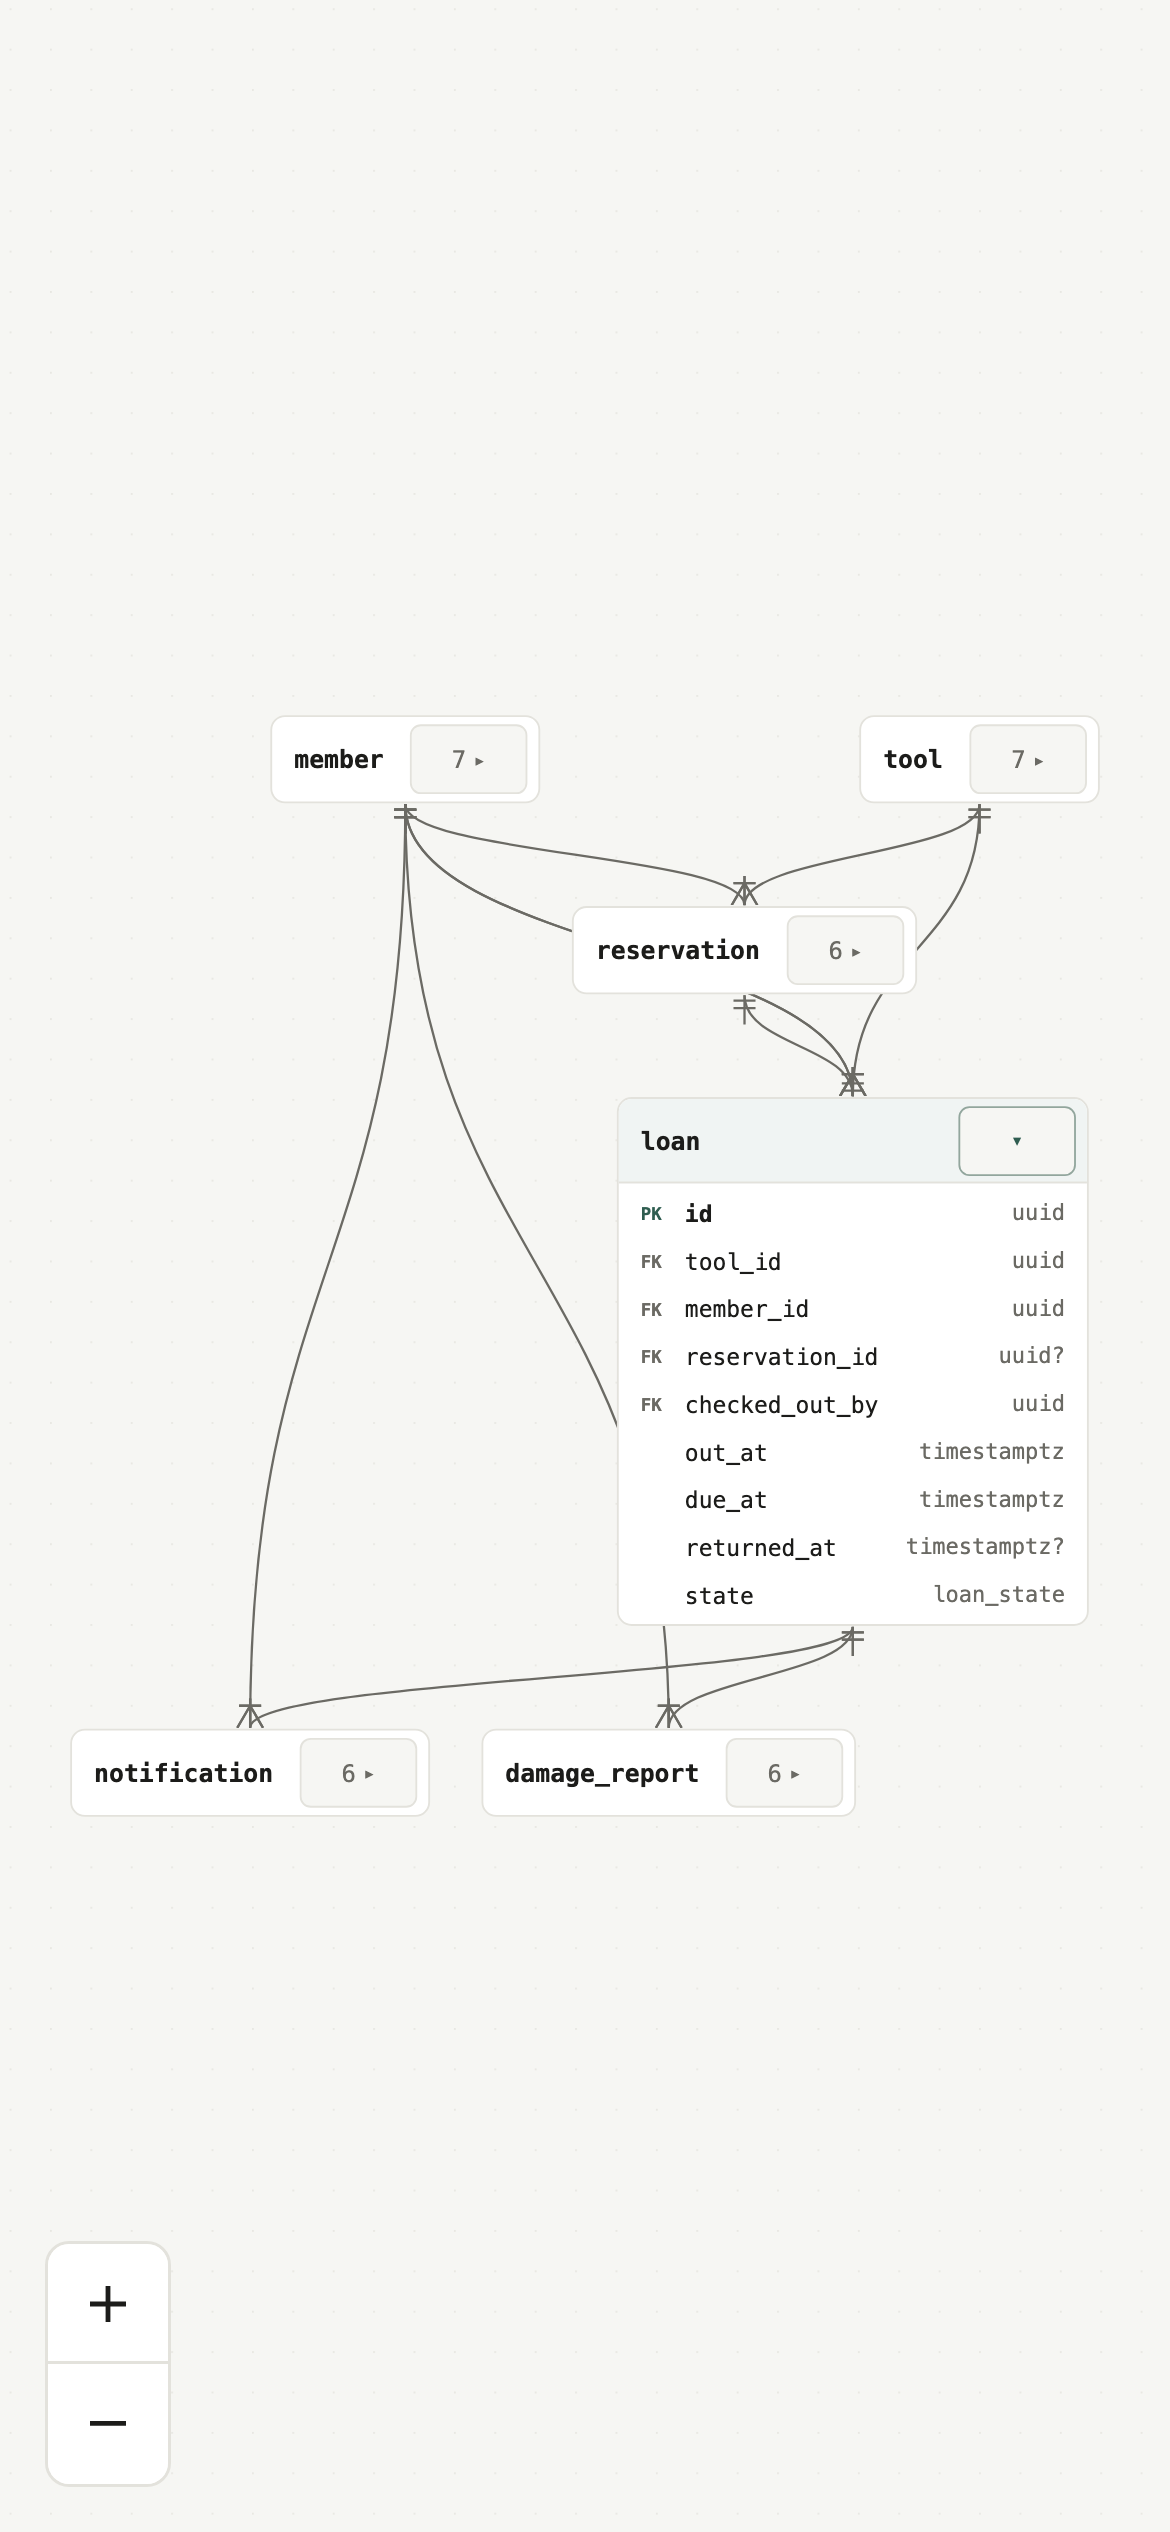 member 7 ▸
tool 7 ▸
reservation 6 ▸
loan ▾
PK id uuid
FK tool_id uuid
FK member_id uuid
FK reservation_id uuid?
FK checked_out_by uuid
out_at timestamptz
due_at timestamptz
returned_at timestamptz?
state loan_state
notification 6 ▸
damage_report 6 ▸
+
−